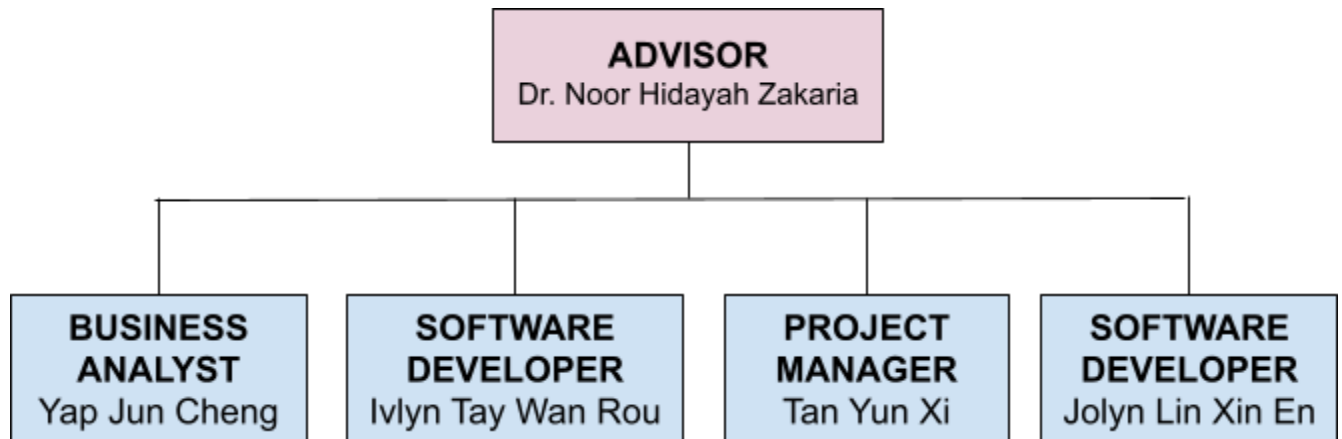 ADVISOR
Dr. Noor Hidayah Zakaria
BUSINESS
ANALYST
Yap Jun Cheng
SOFTWARE
DEVELOPER
Ivlyn Tay Wan Rou
PROJECT
MANAGER
Tan Yun Xi
SOFTWARE
DEVELOPER
Jolyn Lin Xin En